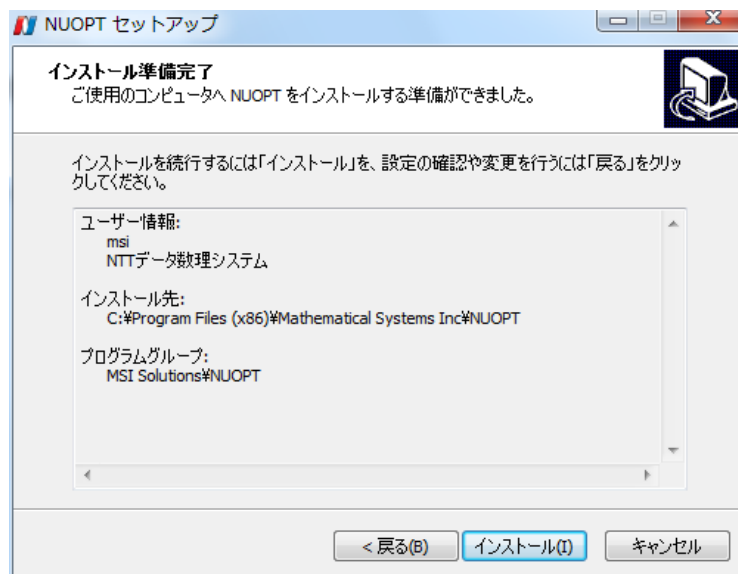 NUOPT セットアップ
インストール準備完了
ご使用のコンピュータへ NUOPT をインストールする準備ができました。
インストールを続行するには「インストール」を、設定の確認や変更を行うには「戻る」をクリッ
クしてください。
ユーザー情報:
msi
NTTデータ数理システム
インストール先:
C:¥Program Files (x86)¥Mathematical Systems Inc¥NUOPT
プログラムグループ:
MSI Solutions¥NUOPT
< 戻る(B)
インストール(I)
キャンセル